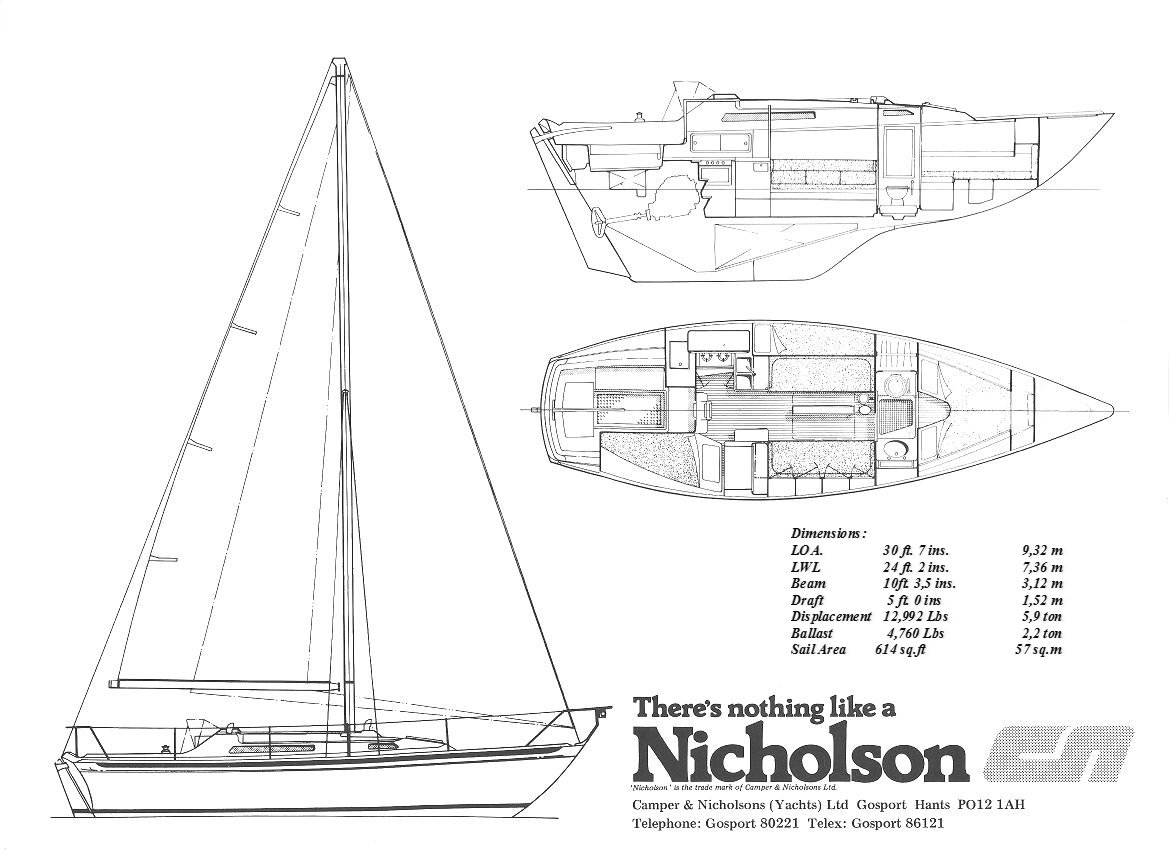 Dimensions:
LOA. 30 ft. 7 ins. 9,32 m
LWL 24 ft. 2 ins. 7,36 m
Beam 10ft. 3,5 ins. 3,12 m
Draft 5 ft. 0 ins 1,52 m
Displacement 12,992 Lbs 5,9 ton
Ballast 4,760 Lbs 2,2 ton
Sail Area 614 sq.ft 57 sq.m
There's nothing like a
Nicholson
'Nicholson' is the trade mark of Camper & Nicholsons Ltd.
Camper & Nicholsons (Yachts) Ltd Gosport Hants PO12 1AH
Telephone: Gosport 80221 Telex: Gosport 86121